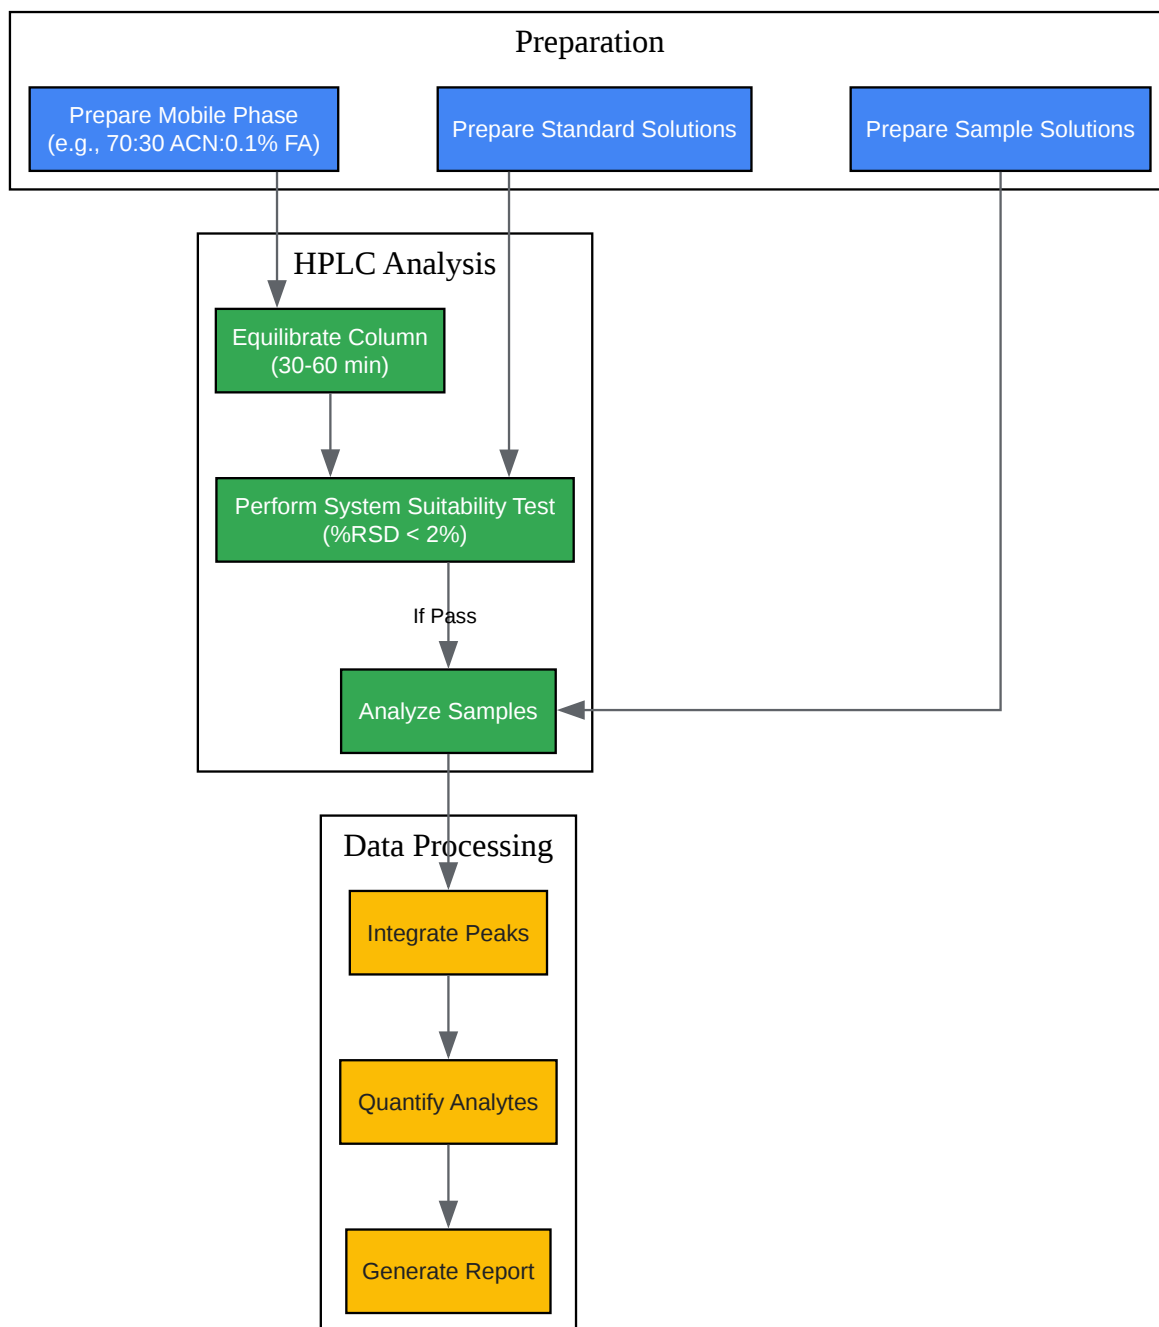 Preparation
Prepare Mobile Phase
(e.g., 70:30 ACN:0.1% FA)
Prepare Standard Solutions
Prepare Sample Solutions
HPLC Analysis
Equilibrate Column
(30-60 min)
Perform System Suitability Test
(%RSD < 2%)
If Pass
Analyze Samples
Data Processing
Integrate Peaks
Quantify Analytes
Generate Report